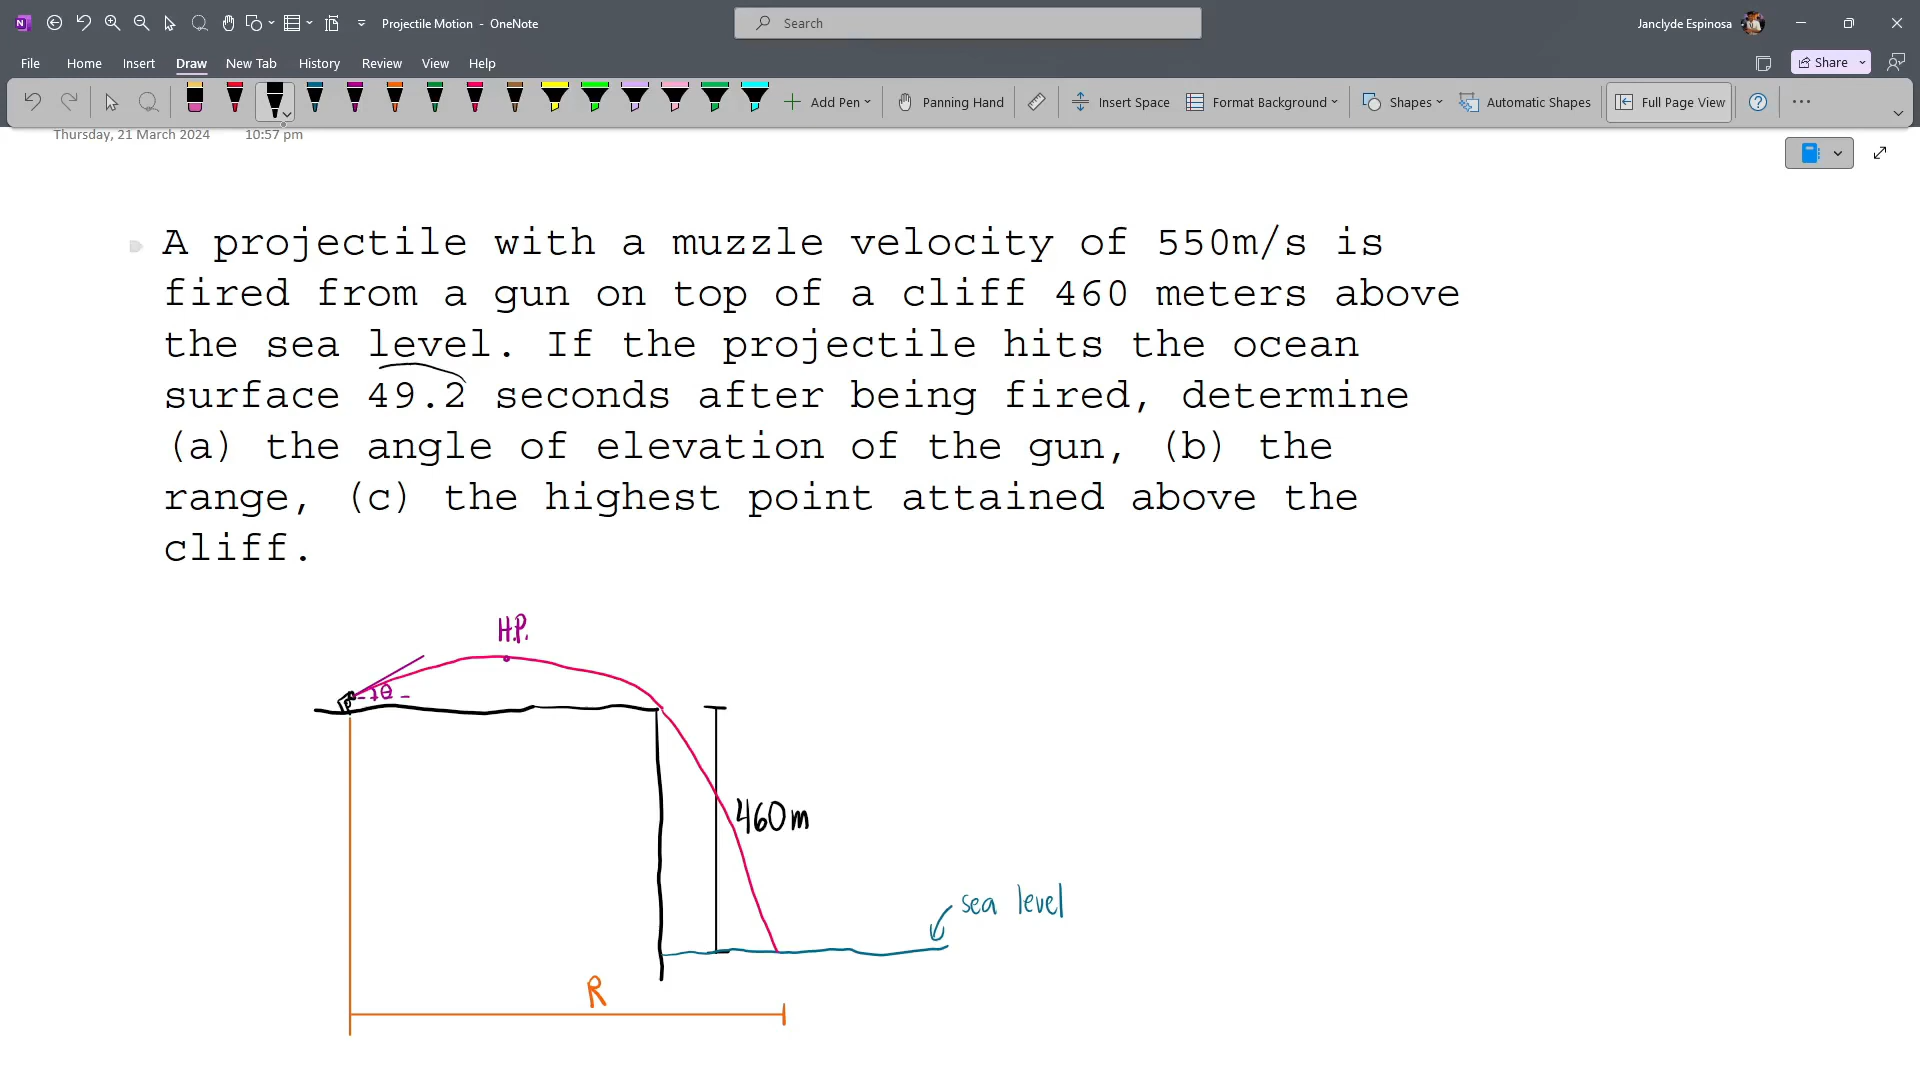 Projectile Motion - OneNote
Search
Janclyde Espinosa
File Home Insert Draw New Tab History Review View Help
Share
Add Pen
Panning Hand
Insert Space
Format Background
Shapes
Automatic Shapes
Full Page View
Thursday, 21 March 2024 10:57 pm
A projectile with a muzzle velocity of 550m/s is
fired from a gun on top of a cliff 460 meters above
the sea level. If the projectile hits the ocean
surface 49.2 seconds after being fired, determine
(a) the angle of elevation of the gun, (b) the
range, (c) the highest point attained above the
cliff.
H.P.
θ
460m
sea level
R